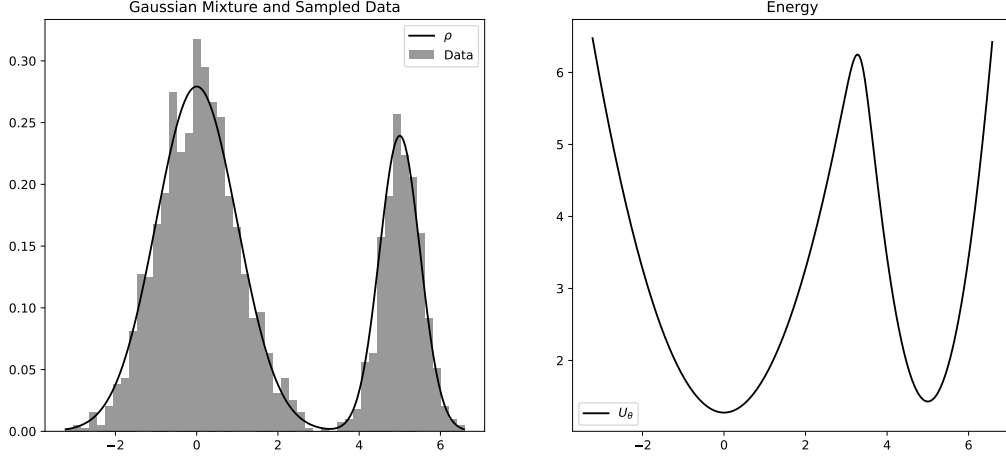 Gaussian Mixture and Sampled Data
ρ
Data
0.30
0.25
0.20
0.15
0.10
0.05
0.00
−2 0 2 4 6
Energy
6
5
4
3
2
U_θ
−2 0 2 4 6